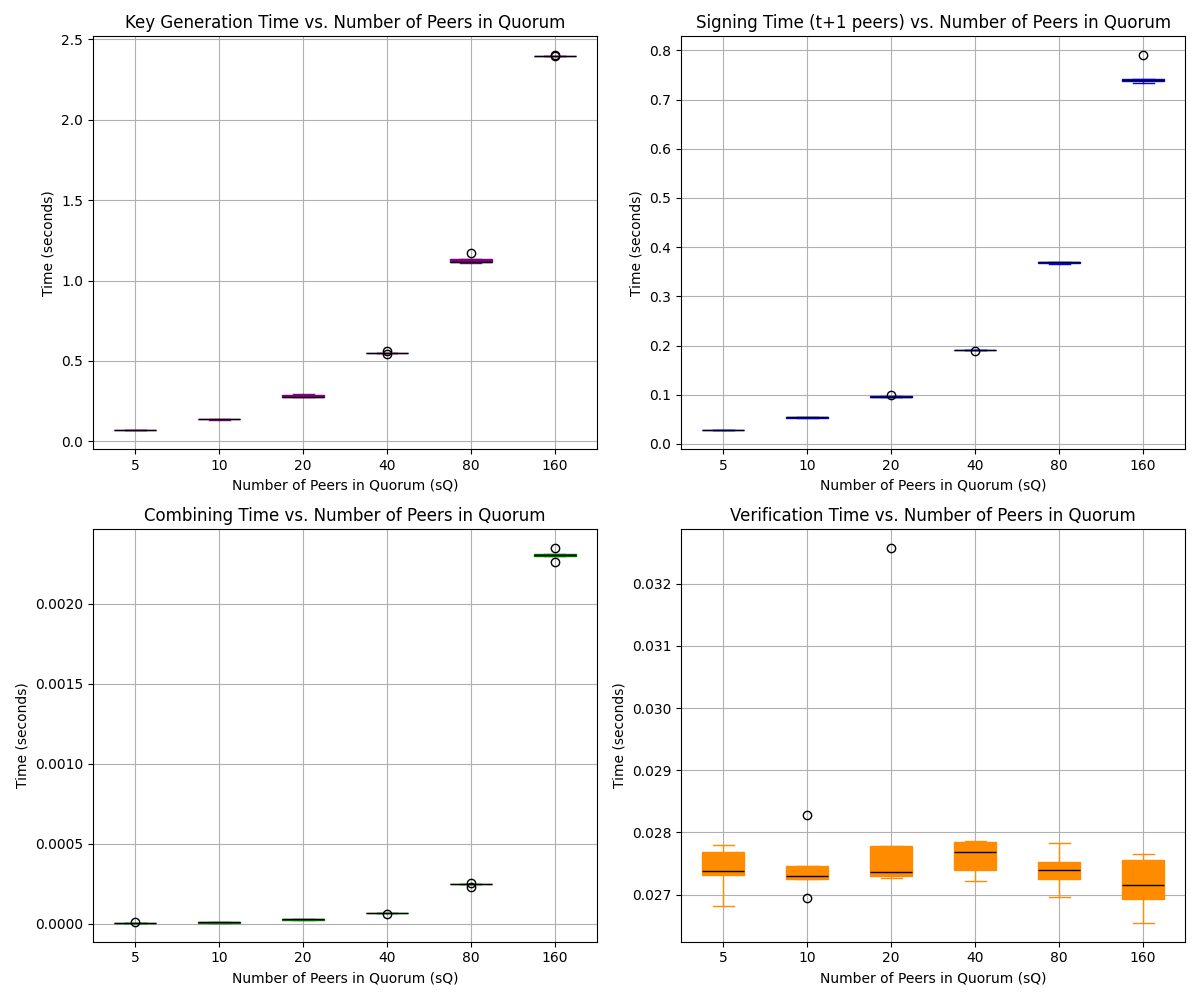 Key Generation Time vs. Number of Peers in Quorum
Time (seconds)
2.5
2.0
1.5
1.0
0.5
0.0
5 10 20 40 80 160
Number of Peers in Quorum (sQ)
Signing Time (t+1 peers) vs. Number of Peers in Quorum
Time (seconds)
0.8
0.7
0.6
0.5
0.4
0.3
0.2
0.1
0.0
5 10 20 40 80 160
Number of Peers in Quorum (sQ)
Combining Time vs. Number of Peers in Quorum
Time (seconds)
0.0020
0.0015
0.0010
0.0005
0.0000
5 10 20 40 80 160
Number of Peers in Quorum (sQ)
Verification Time vs. Number of Peers in Quorum
Time (seconds)
0.032
0.031
0.030
0.029
0.028
0.027
5 10 20 40 80 160
Number of Peers in Quorum (sQ)